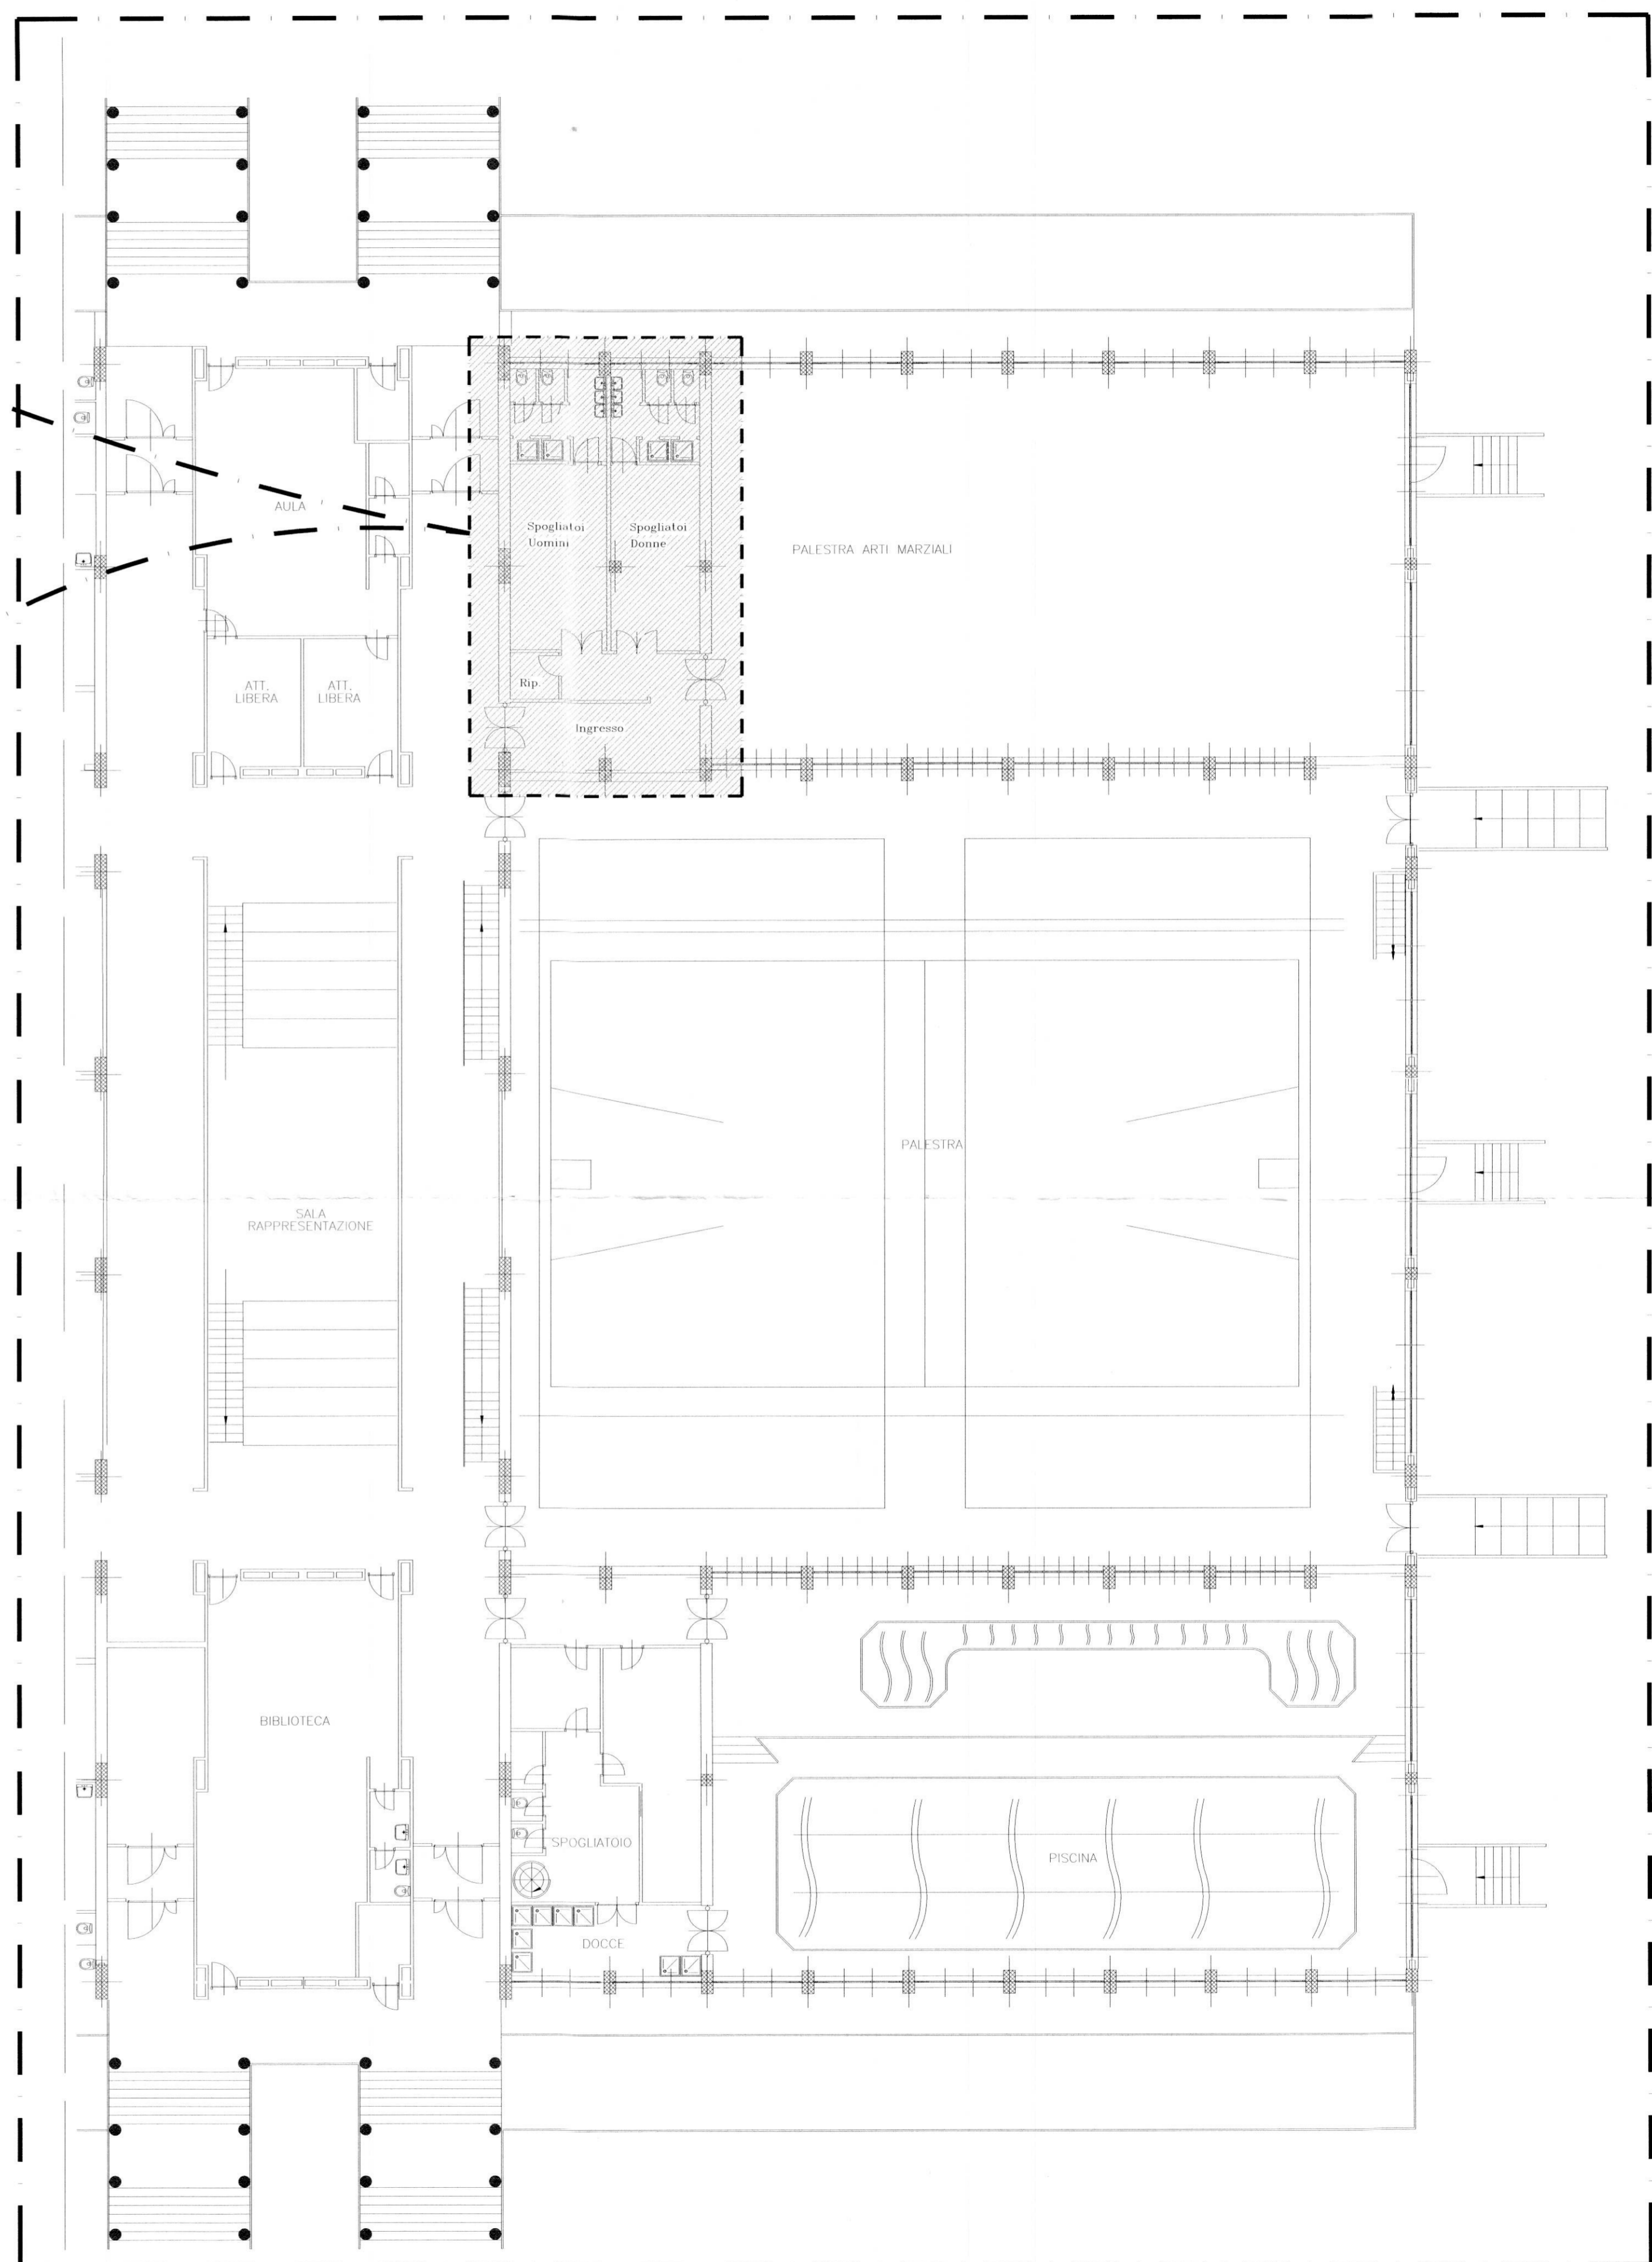 AULA
Spogliatoi
Uomini
Spogliatoi
Donne
PALESTRA ARTI MARZIALI
ATT.
LIBERA
ATT.
LIBERA
Rip.
Ingresso
PALESTRA
SALA
RAPPRESENTAZIONE
BIBLIOTECA
SPOGLIATOIO
PISCINA
DOCCE